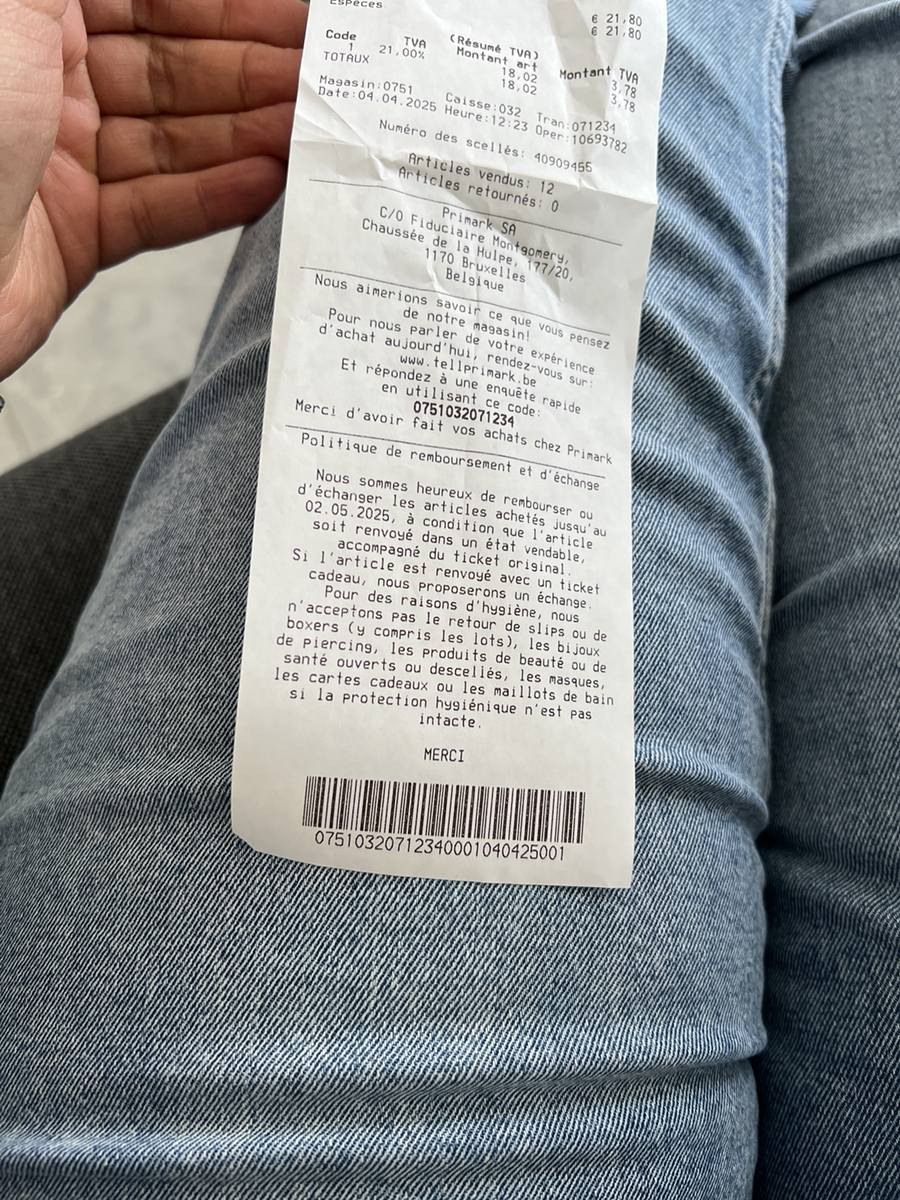 Espèces
€ 21,80
€ 21,80
(Résumé TVA)
Code TVA Montant art Montant TVA
1 21,00% 18,02 3,78
TOTAUX 18,02 3,78
Magasin:0751 Caisse:032 Tran:071234
Date:04.04.2025 Heure:12:23 Oper:10693782
Numéro des scellés: 40909455
Articles vendus: 12
Articles retournés: 0
Primark SA
C/O Fiduciaire Montgomery,
Chaussée de la Hulpe, 177/20,
1170 Bruxelles
Belgique
Nous aimerions savoir ce que vous pensez
de notre magasin!
Pour nous parler de votre expérience
d'achat aujourd'hui, rendez-vous sur:
www.tellprimark.be
Et répondez à une enquête rapide
en utilisant ce code:
0751032071234
Merci d'avoir fait vos achats chez Primark
Politique de remboursement et d'échange
Nous sommes heureux de rembourser ou
d'échanger les articles achetés jusqu'au
02.05.2025, à condition que l'article
soit renvoyé dans un état vendable,
accompagné du ticket original.
Si l'article est renvoyé avec un ticket
cadeau, nous proposerons un échange.
Pour des raisons d'hygiène, nous
n'acceptons pas le retour de slips ou de
boxers (y compris les lots), les bijoux
de piercing, les produits de beauté ou de
santé ouverts ou descellés, les masques,
les cartes cadeaux ou les maillots de bain
si la protection hygiénique n'est pas
intacte.
MERCI
07510320712340001040425001